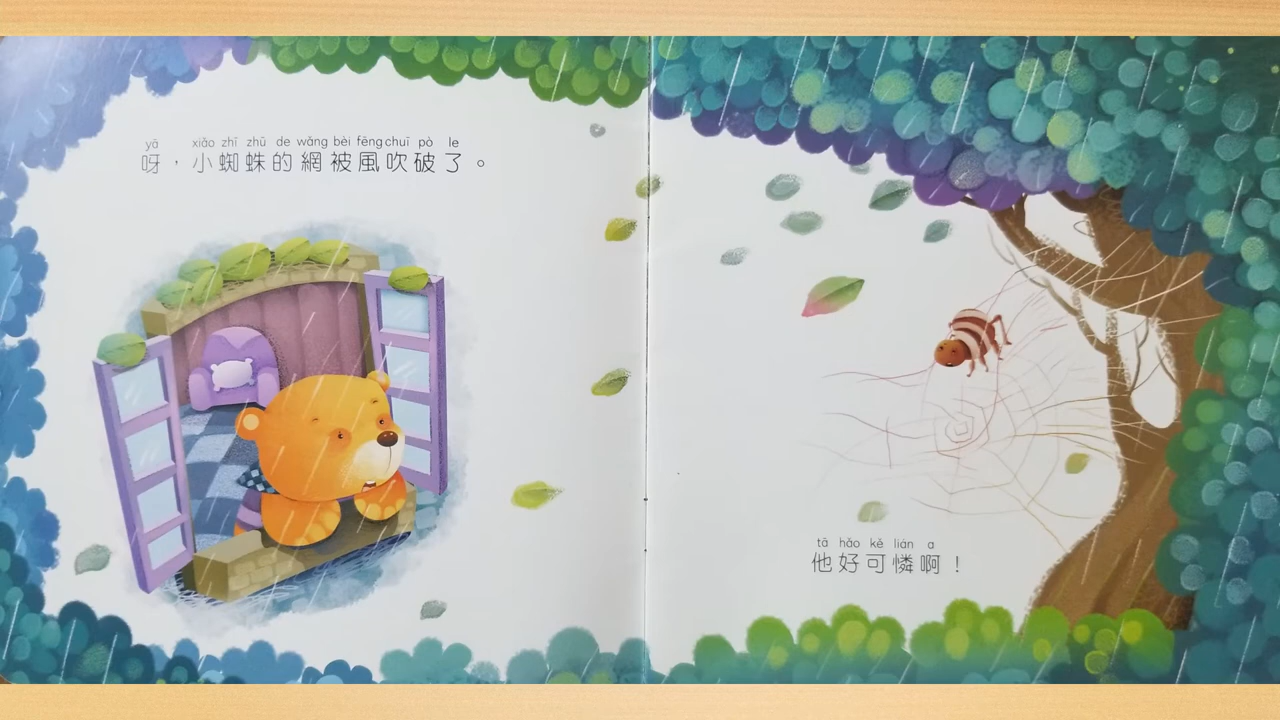 yā xiǎo zhī zhū de wǎng bèi fēng chuī pò le
呀，小蜘蛛的網被風吹破了。
tā hǎo kě lián a
他好可憐啊！